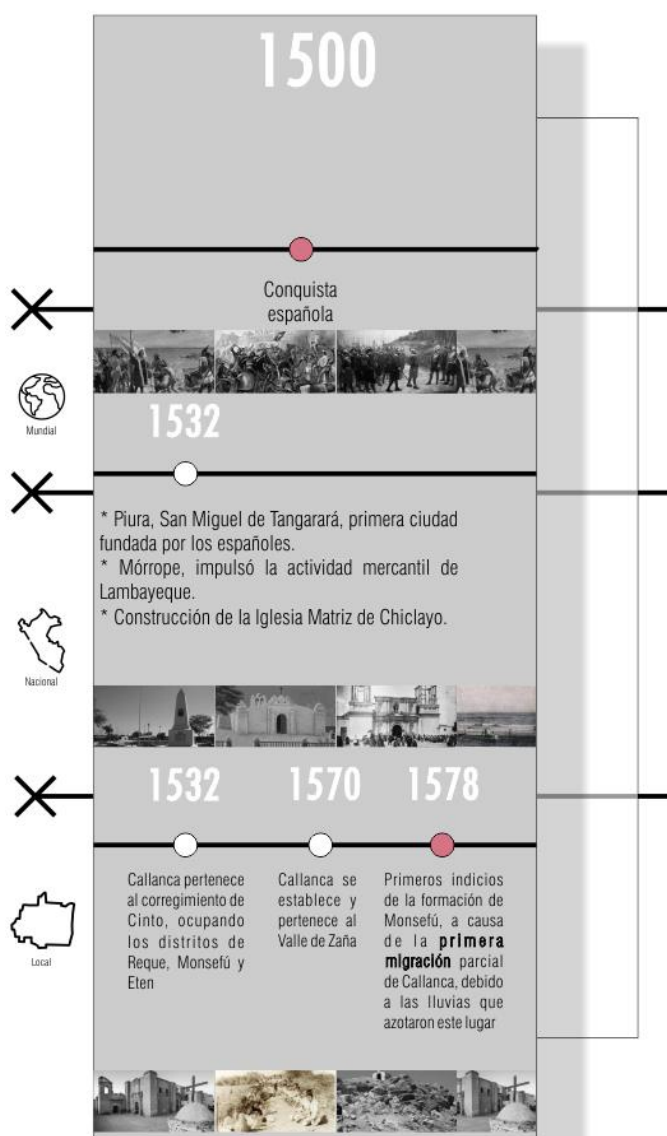 1500
Conquista
española
Mundial
1532
* Piura, San Miguel de Tangarará, primera ciudad
fundada por los españoles.
* Mórrope, impulsó la actividad mercantil de
Lambayeque.
* Construcción de la Iglesia Matriz de Chiclayo.
Nacional
1532
Callanca pertenece
al corregimiento de
Cinto, ocupando
los distritos de
Reque, Monsefú y
Eten
1570
Callanca se
establece y
pertenece al
Valle de Zaña
1578
Primeros indicios
de la formación de
Monsefú, a causa
de la primera
migración parcial
de Callanca, debido
a las lluvias que
azotaron este lugar
Local